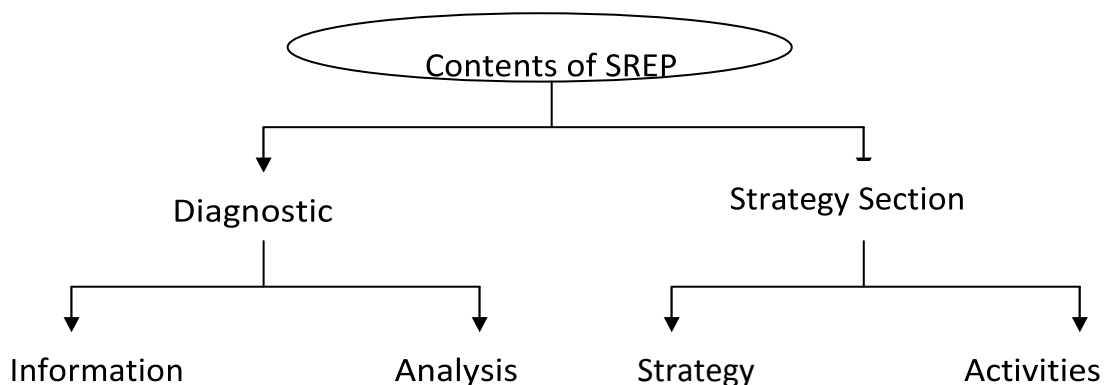 Contents of SREP
Diagnostic
Strategy Section
Information
Analysis
Strategy
Activities